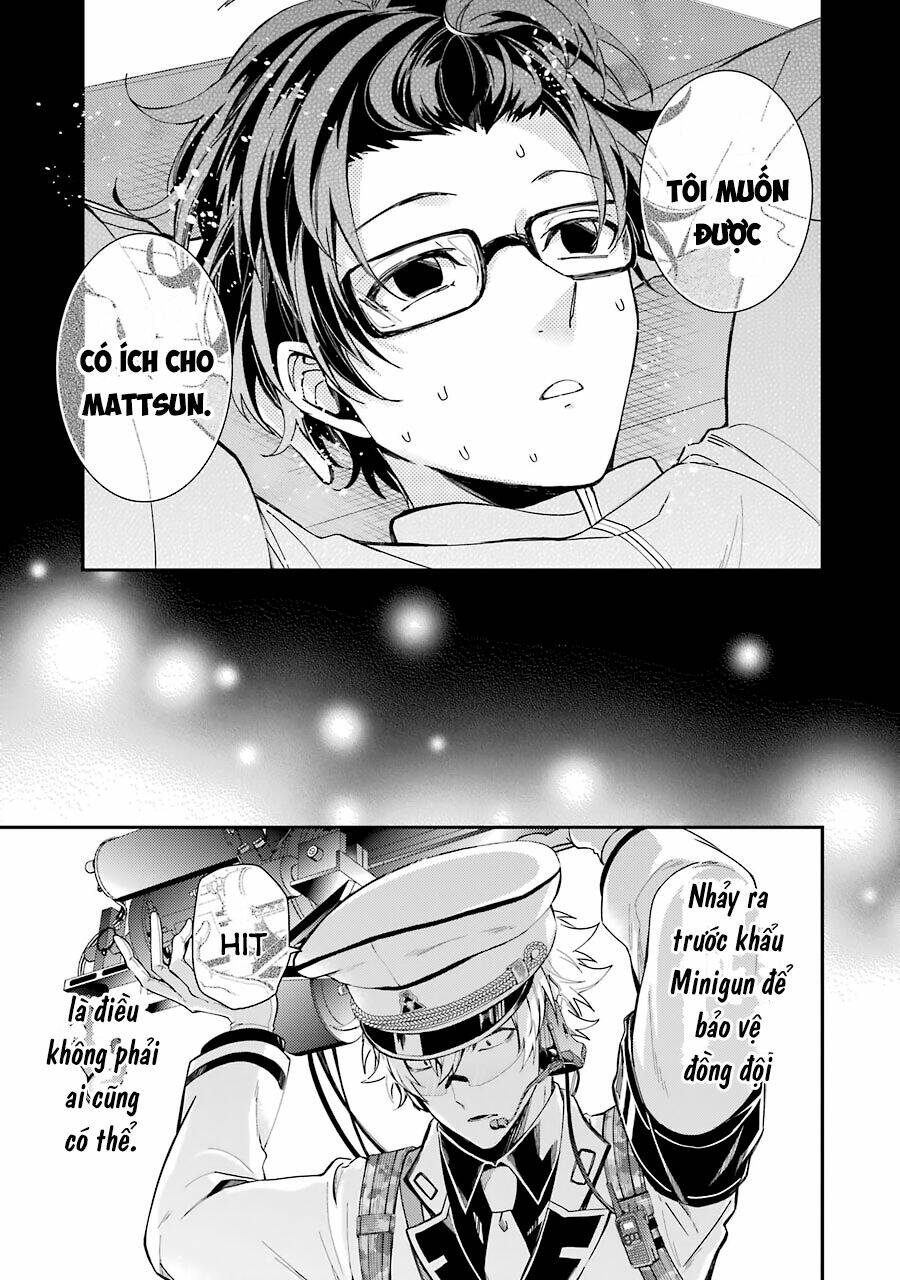 TÔI MUỐN
ĐƯỢC
CÓ ÍCH CHO
MATTSUN.
Nhảy ra
trước khẩu
Minigun để
bảo vệ
đồng đội
HIT
là điều
không phải
ai cũng
có thể.